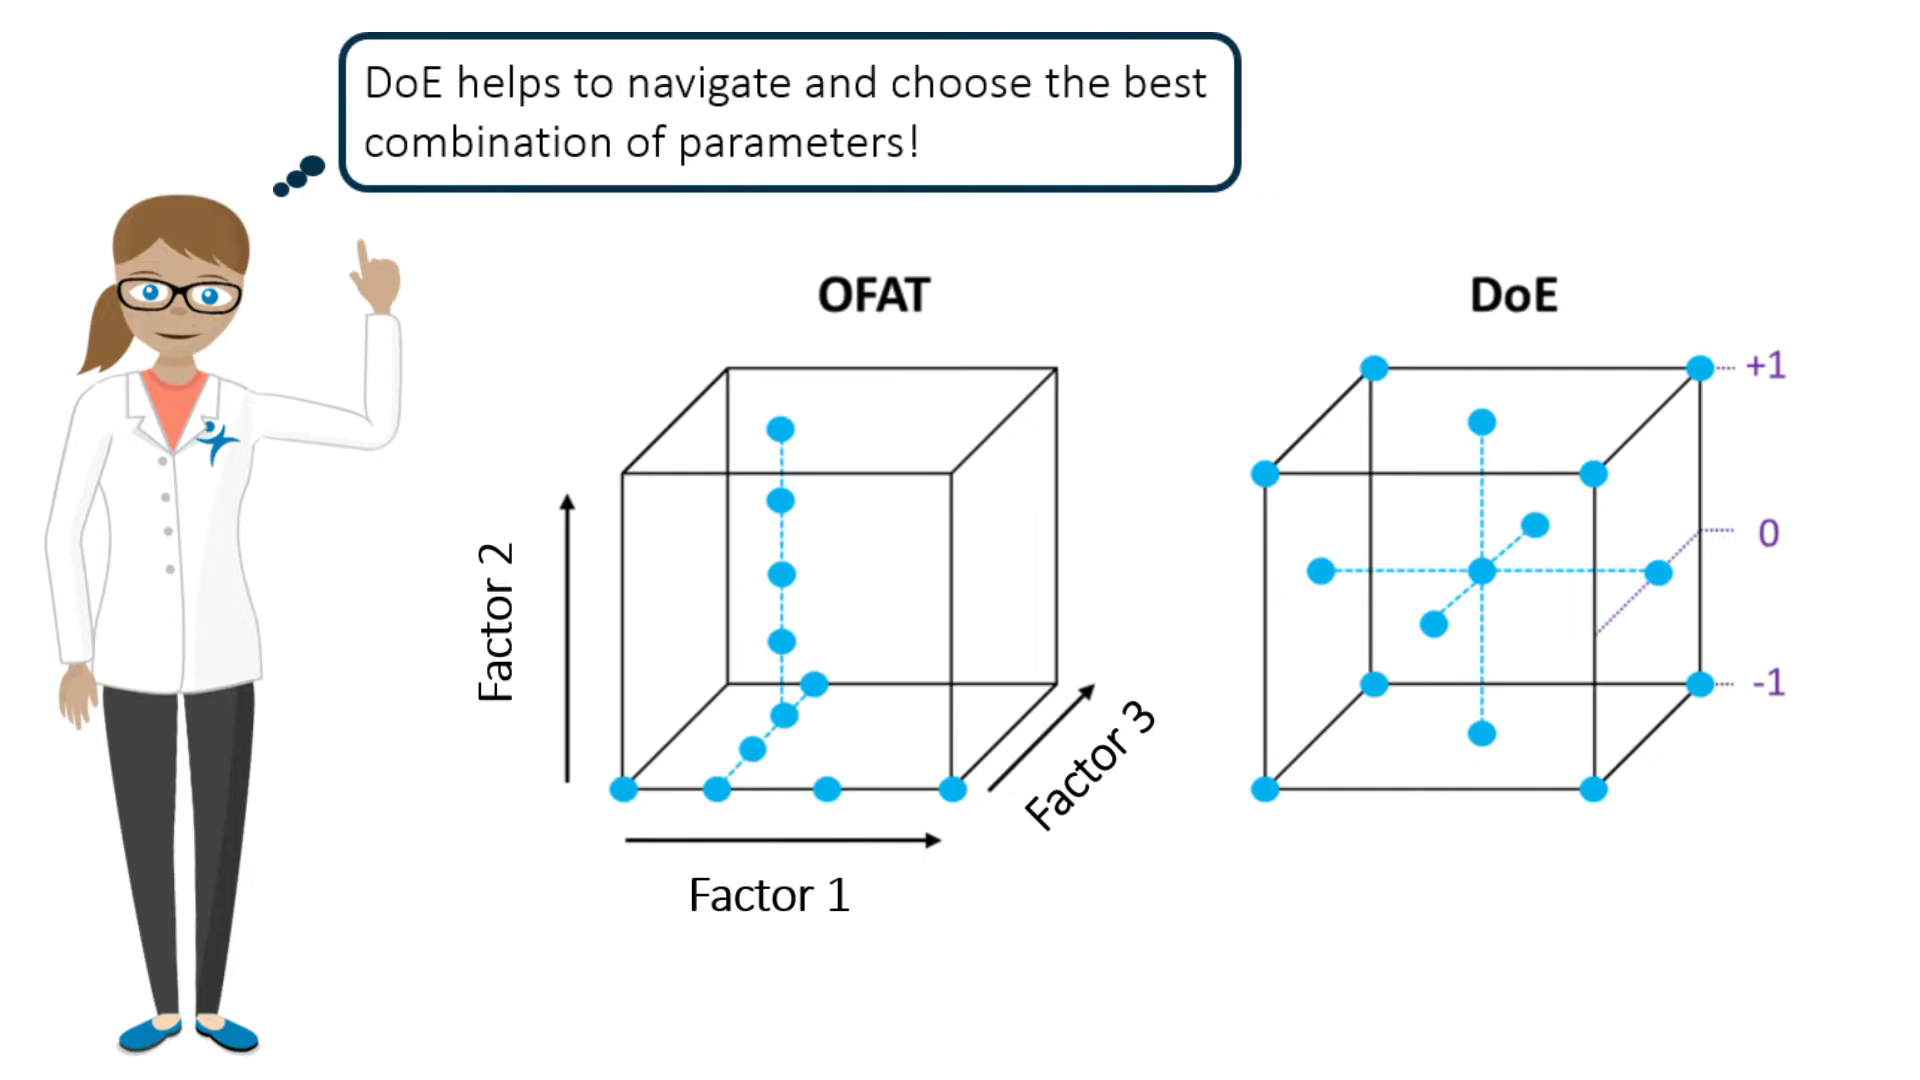 DoE helps to navigate and choose the best
combination of parameters!
OFAT
DoE
Factor 2
Factor 3
Factor 1
+1
0
-1